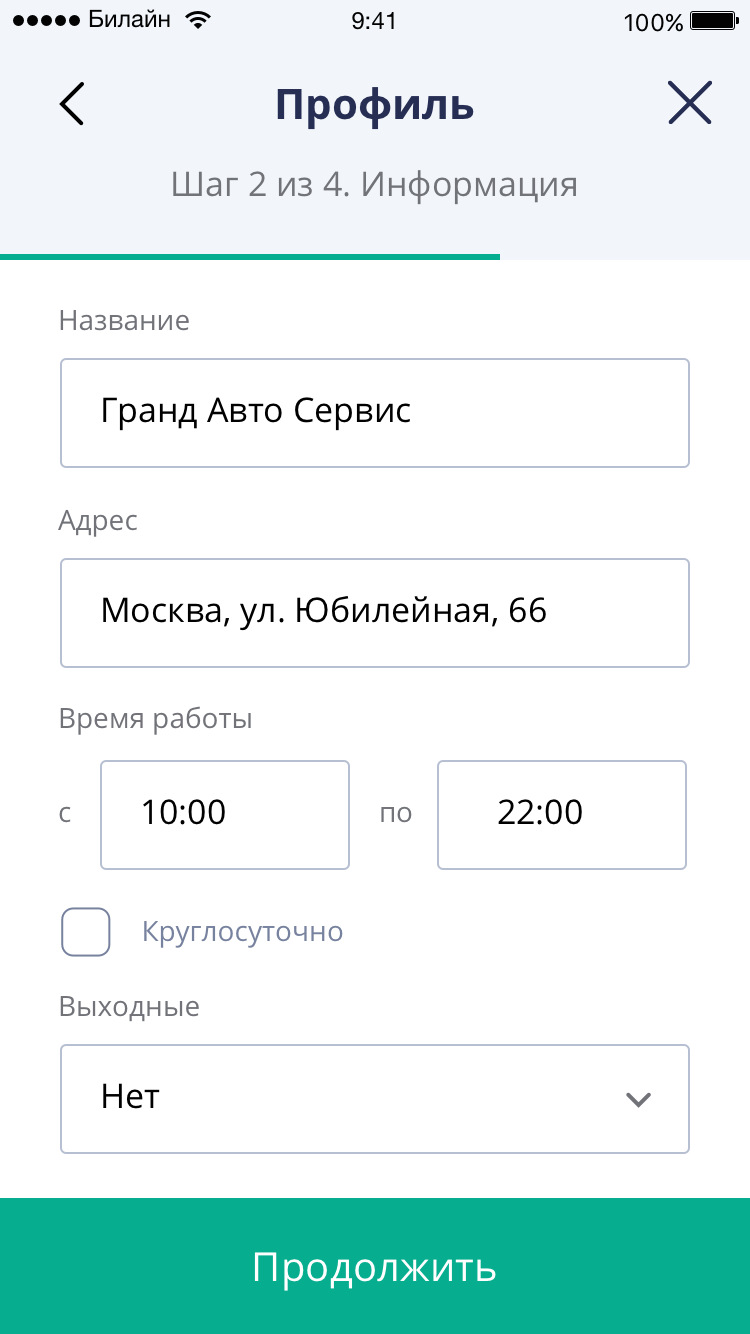 Билайн 9:41 100%
Профиль
Шаг 2 из 4. Информация
Название
Гранд Авто Сервис
Адрес
Москва, ул. Юбилейная, 66
Время работы
с 10:00 по 22:00
Круглосуточно
Выходные
Нет
Продолжить